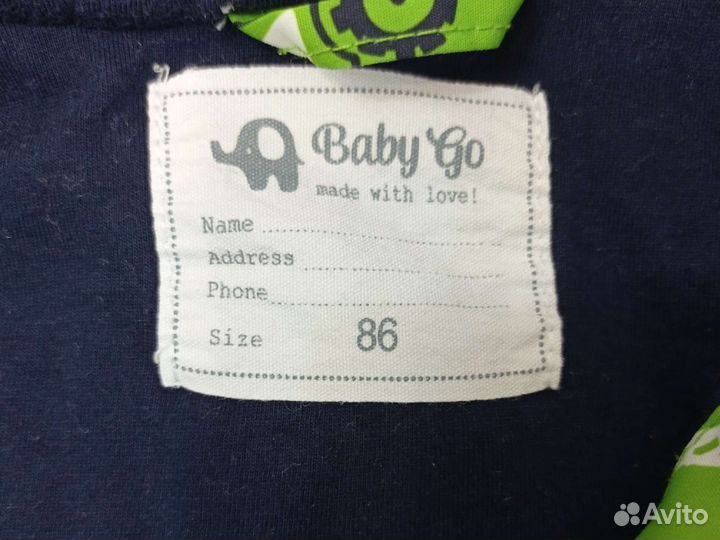 Baby Go
made with love!
Name
Address
Phone
Size 86
Avito